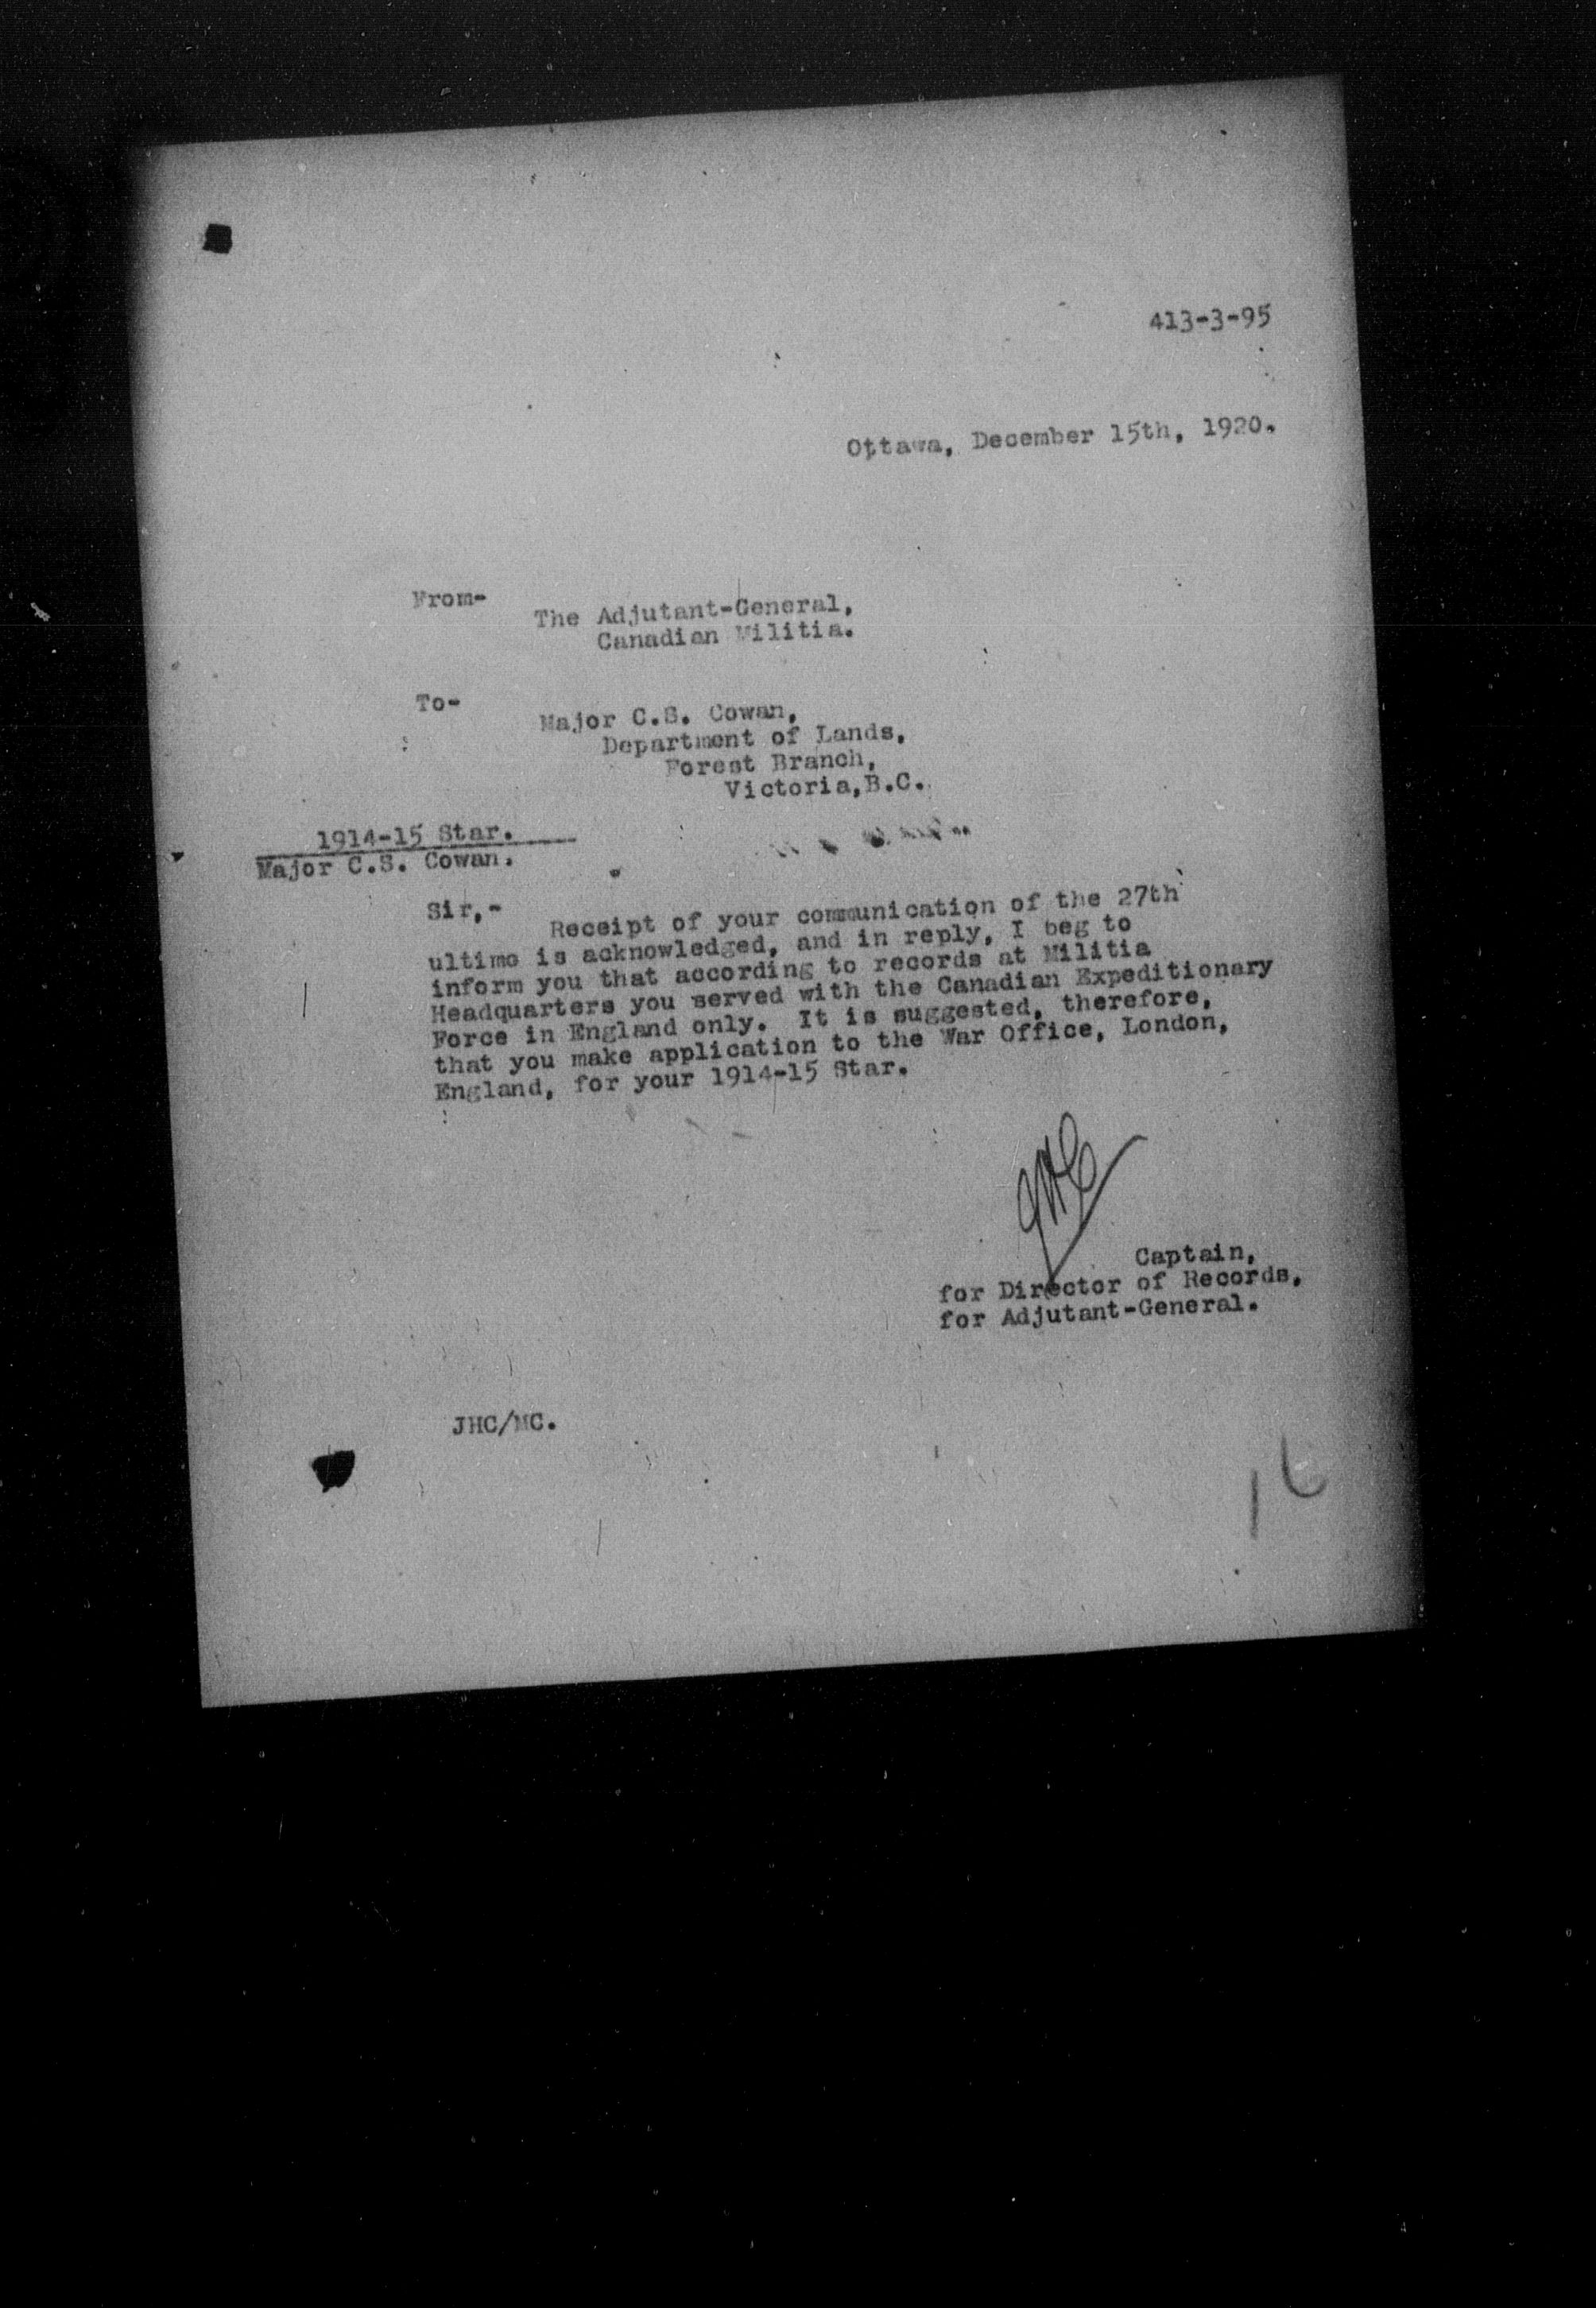 413-3-95
Ottawa, December 15th, 1920.
From-
The Adjutant-General,
Canadian Militia.
To-
Major C.S. Cowan,
Department of Lands,
Forest Branch,
Victoria,B.C.
1914-15 Star.
Major C.S. Cowan.
Sir,-
Receipt of your communication of the 27th
ultimo is acknowledged, and in reply, I beg to
inform you that according to records at Militia
Headquarters you served with the Canadian Expeditionary
Force in England only. It is suggested, therefore,
that you make application to the War Office, London,
England, for your 1914-15 Star.
Captain,
for Director of Records,
for Adjutant-General.
JHC/MC.
16